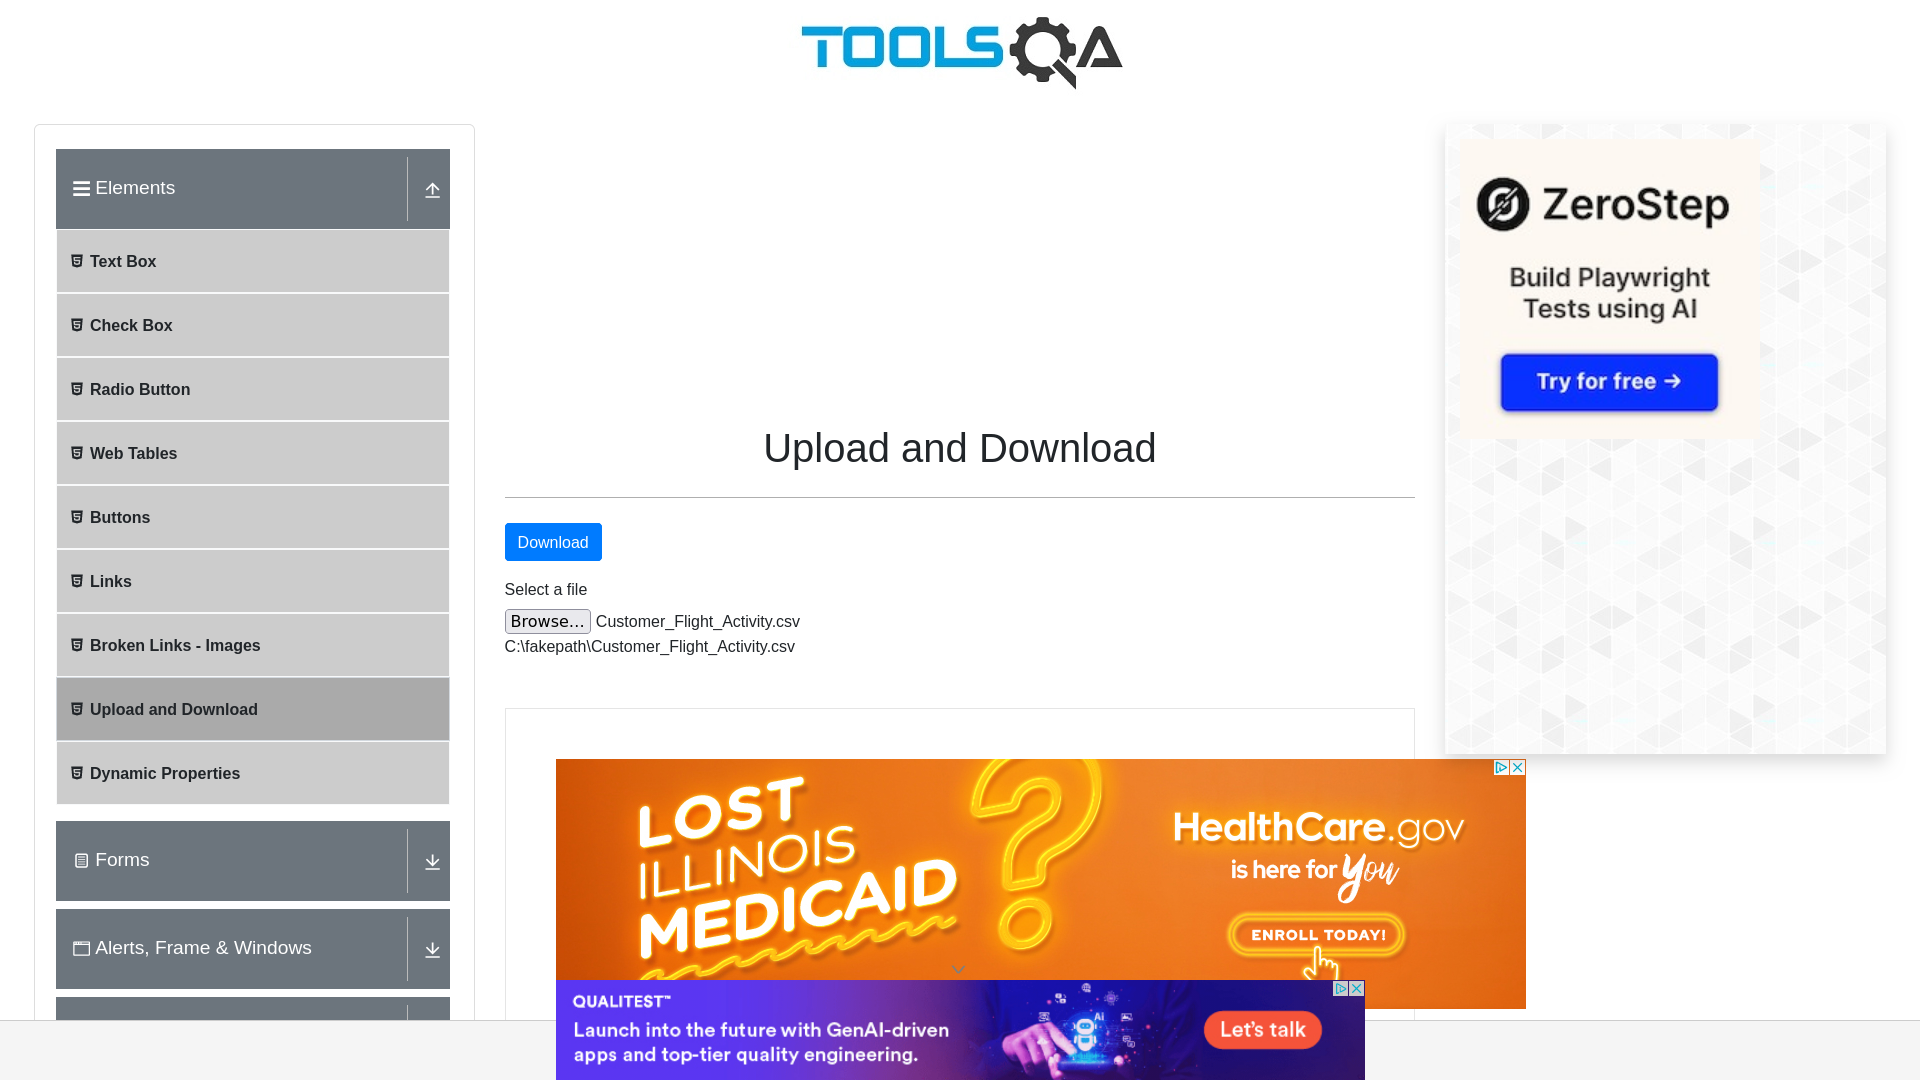 TOOLSQA
Elements
Text Box
Check Box
Radio Button
Web Tables
Buttons
Links
Broken Links - Images
Upload and Download
Dynamic Properties
Forms
Alerts, Frame & Windows
Upload and Download
Download
Select a file
Browse... Customer_Flight_Activity.csv
C:\fakepath\Customer_Flight_Activity.csv
ZeroStep
Build Playwright
Tests using AI
Try for free →
LOST
ILLINOIS
MEDICAID
?
HealthCare.gov
is here for You
ENROLL TODAY!
QUALITEST™
Launch into the future with GenAI-driven
apps and top-tier quality engineering.
AI
Let's talk